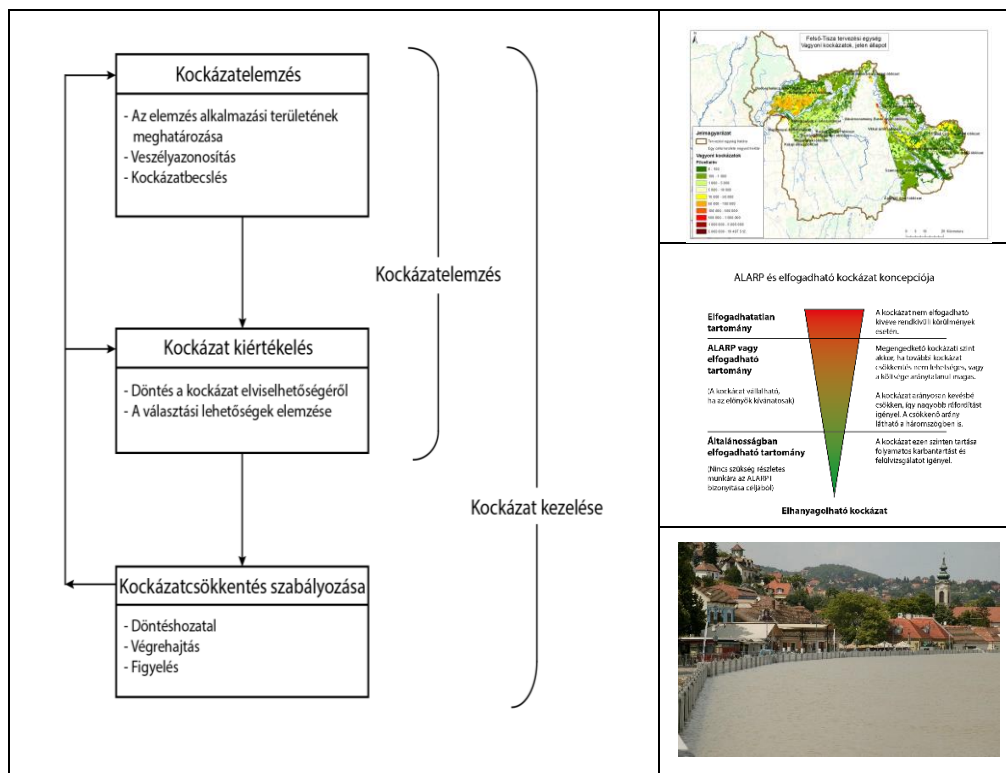 Kockázatelemzés
- Az elemzés alkalmazási területének
meghatározása
- Veszélyazonosítás
- Kockázatbecslés
Kockázatelemzés
Kockázat kiértékelés
- Döntés a kockázat elviselhetőségéről
- A választási lehetőségek elemzése
Kockázat kezelése
Kockázatcsökkentés szabályozása
- Döntéshozatal
- Végrehajtás
- Figyelés
Felső-Tisza tervezési egység
Vagyoni kockázatok, jelen állapot
Jelmagyarázat
Vagyoni kockázatok
ALARP és elfogadható kockázat koncepciója
Elfogadhatatlan
tartomány
A kockázat nem elfogadható
kivéve rendkívüli körülmények
esetén.
ALARP vagy
elfogadható
tartomány
(A kockázat vállalható,
ha az előnyök kívánatosak)
Megengedhető kockázati szint
akkor, ha további kockázat
csökkentés nem lehetséges, vagy
a költsége aránytalanul magas.
A kockázat arányosan kevésbé
csökken, így nagyobb ráfordítást
igényel. A csökkenő arány
látható a háromszögben is.
Általánosságban
elfogadható tartomány
(Nincs szükség részletes
munkára az ALARP
bizonyítása céljából)
A kockázat ezen szinten tartása
folyamatos karbantartást és
felülvizsgálatot igényel.
Elhanyagolható kockázat